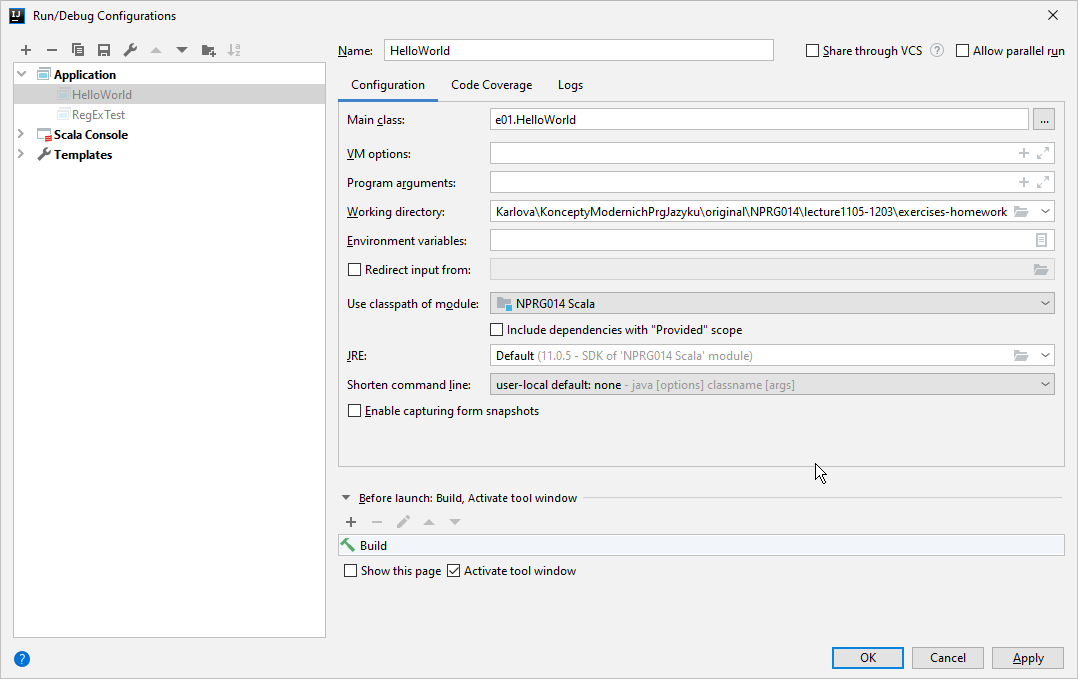 Run/Debug Configurations
Name: HelloWorld Share through VCS ? Allow parallel run
Application
HelloWorld
RegExTest
Scala Console
Templates
Configuration Code Coverage Logs
Main class: e01.HelloWorld ...
VM options:
Program arguments:
Working directory: Karlova\KonceptyModernichPrgJazyku\original\NPRG014\lecture1105-1203\exercises-homework
Environment variables:
Redirect input from:
Use classpath of module: NPRG014 Scala
Include dependencies with "Provided" scope
JRE: Default (11.0.5 - SDK of 'NPRG014 Scala' module)
Shorten command line: user-local default: none - java [options] classname [args]
Enable capturing form snapshots
Before launch: Build, Activate tool window
Build
Show this page Activate tool window
? OK Cancel Apply